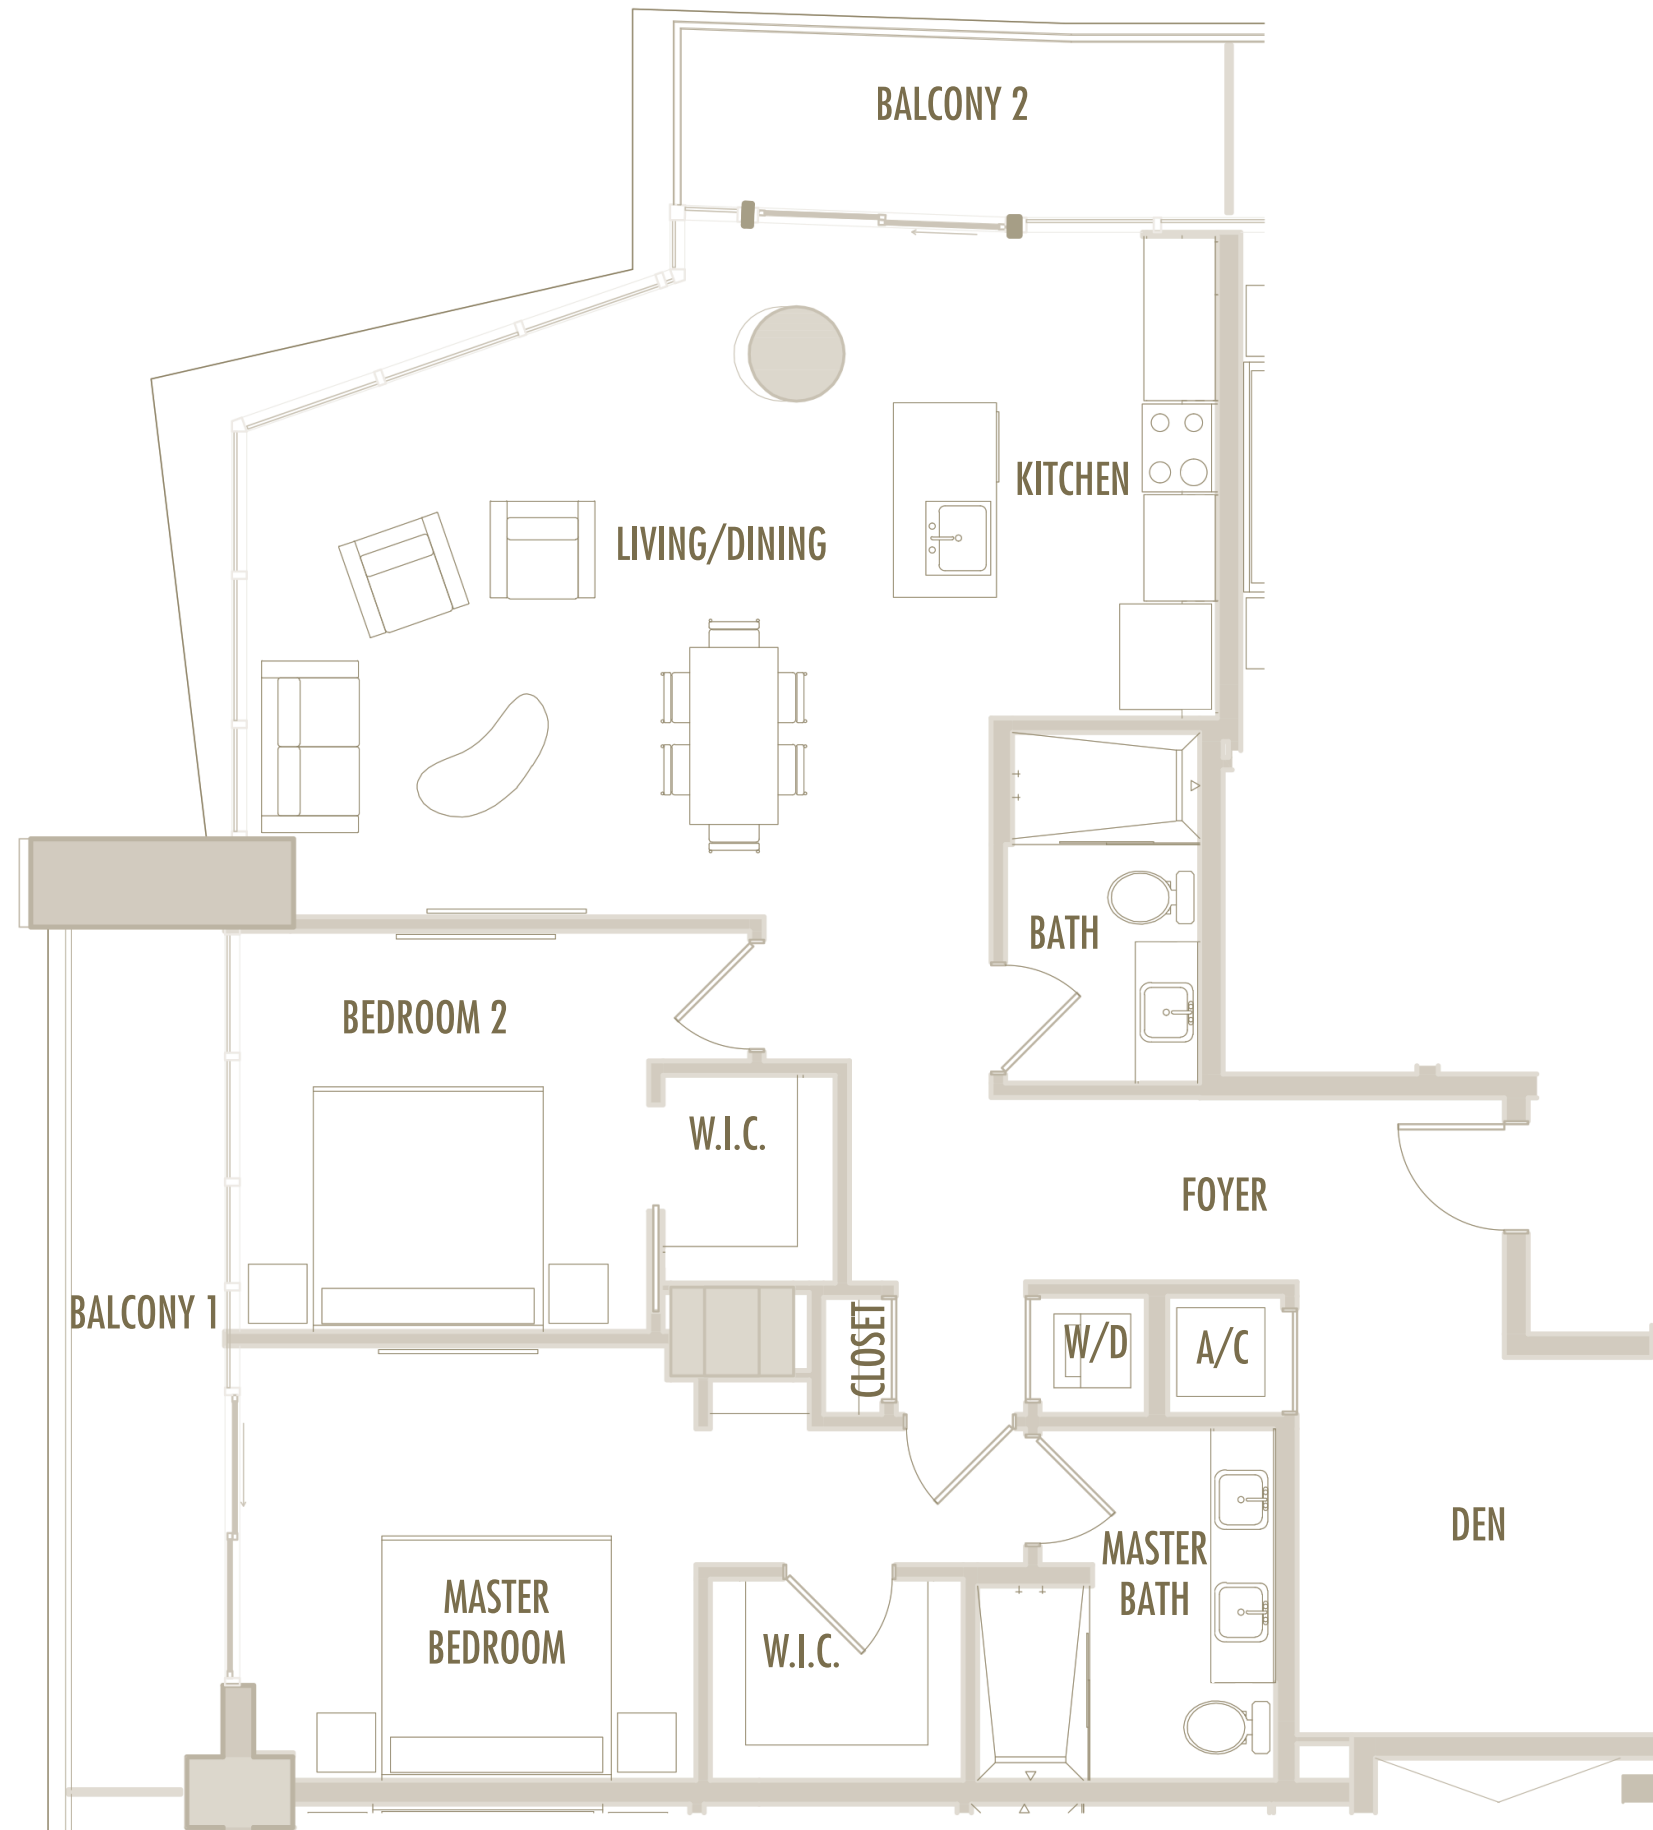 BALCONY 2
KITCHEN
LIVING/DINING
BATH
BEDROOM 2
W.I.C.
FOYER
BALCONY 1
CLOSET
W/D
A/C
DEN
MASTER
BATH
MASTER
BEDROOM
W.I.C.